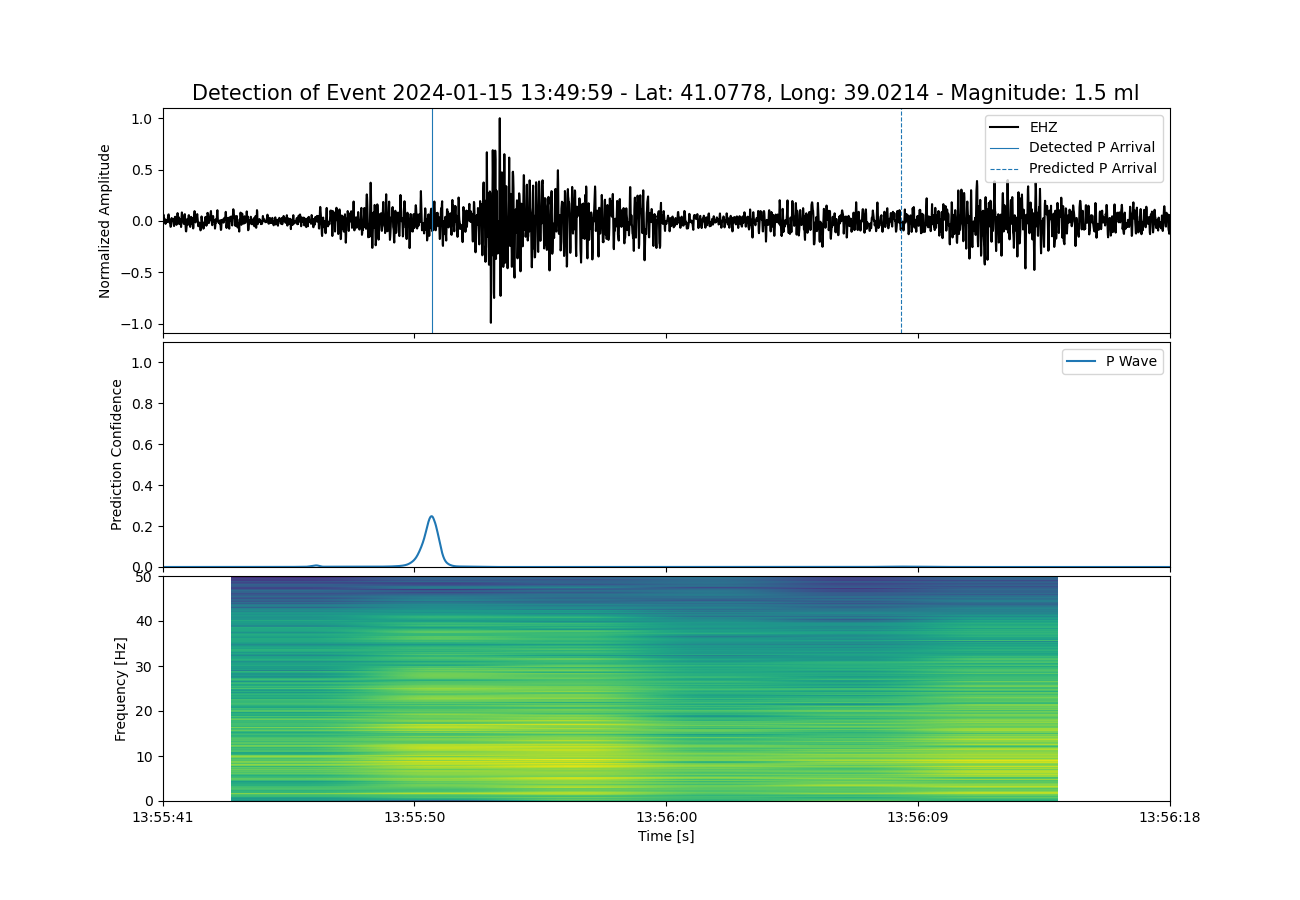 Detection of Event 2024-01-15 13:49:59 - Lat: 41.0778, Long: 39.0214 - Magnitude: 1.5 ml
1.0
0.5
0.0
−0.5
−1.0
Normalized Amplitude
EHZ
Detected P Arrival
Predicted P Arrival
1.0
0.8
0.6
0.4
0.2
0.0
Prediction Confidence
P Wave
50
40
30
20
10
0
Frequency [Hz]
13:55:41
13:55:50
13:56:00
13:56:09
13:56:18
Time [s]